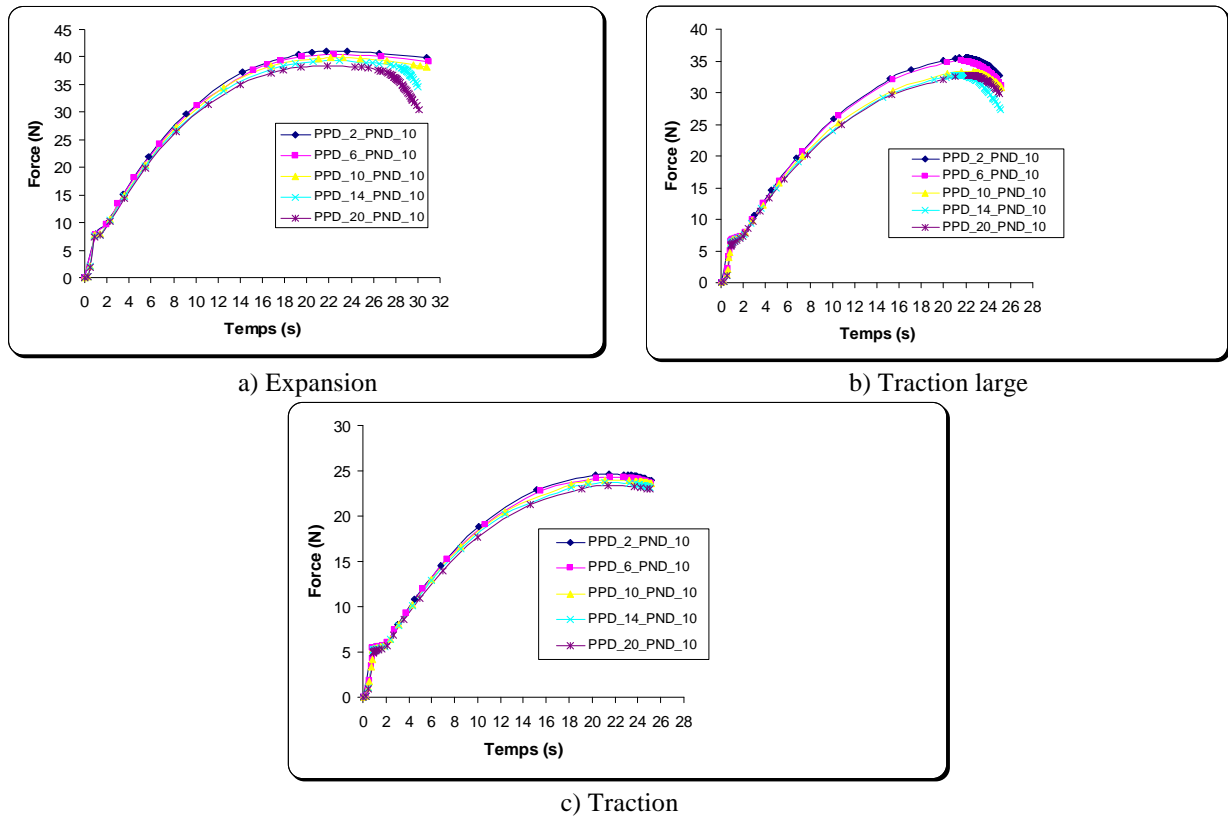 45
40
35
30
25
20
15
10
5
0
Force (N)
PPD_2_PND_10
PPD_6_PND_10
PPD_10_PND_10
PPD_14_PND_10
PPD_20_PND_10
0 2 4 6 8 10 12 14 16 18 20 22 24 26 28 30 32
Temps (s)
a) Expansion
40
35
30
25
20
15
10
5
0
Force (N)
PPD_2_PND_10
PPD_6_PND_10
PPD_10_PND_10
PPD_14_PND_10
PPD_20_PND_10
0 2 4 6 8 10 12 14 16 18 20 22 24 26 28
Temps (s)
b) Traction large
30
25
20
15
10
5
0
Force (N)
PPD_2_PND_10
PPD_6_PND_10
PPD_10_PND_10
PPD_14_PND_10
PPD_20_PND_10
0 2 4 6 8 10 12 14 16 18 20 22 24 26 28
Temps (s)
c) Traction